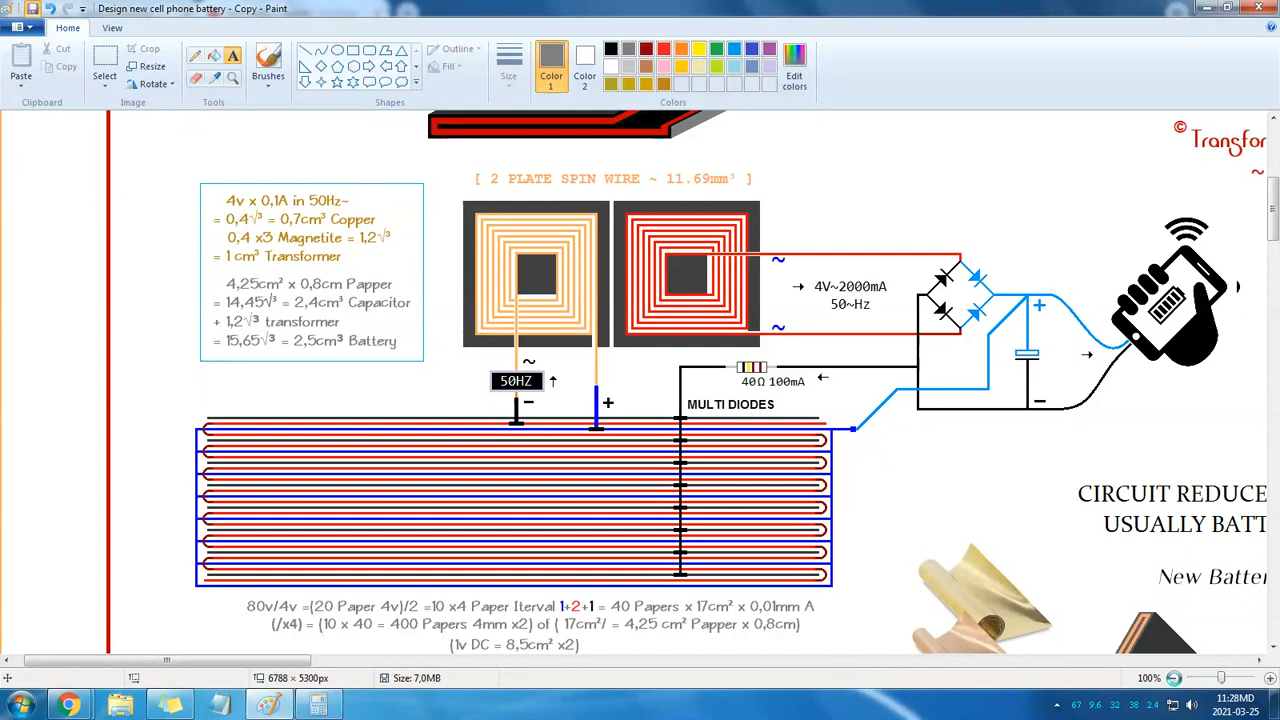 Design new cell phone battery - Copy - Paint
Home
View
Paste
Cut
Copy
Clipboard
Select
Crop
Resize
Rotate
Image
Tools
Brushes
Shapes
Outline
Fill
Size
Color
1
Color
2
Edit
colors
Colors
© Transfor
~
[ 2 PLATE SPIN WIRE ~ 11.69mm³ ]
4v x 0,1A in 50Hz~
= 0,4√³ = 0,7cm³ Copper
0,4 x3 Magnetite = 1,2√³
= 1 cm³ Transformer
4,25cm² x 0,8cm Papper
= 14,45√³ = 2,4cm³ Capacitor
+ 1,2√³ transformer
= 15,65√³ = 2,5cm³ Battery
~
→ 4V~2000mA
50~Hz
~
+
→
−
~
50HZ ↑
−
+
40Ω 100mA
←
MULTI DIODES
CIRCUIT REDUCE
USUALLY BATT
New Batter
80v/4v =(20 Paper 4v)/2 =10 x4 Paper Iterval 1+2+1 = 40 Papers x 17cm² x 0,01mm A
(/x4) = (10 x 40 = 400 Papers 4mm x2) of ( 17cm²/ = 4,25 cm² Papper x 0,8cm)
(1v DC = 8,5cm² x2)
6788 × 5300px
Size: 7,0MB
100%
67 9.6 32 38 2.4
11:28MD
2021-03-25